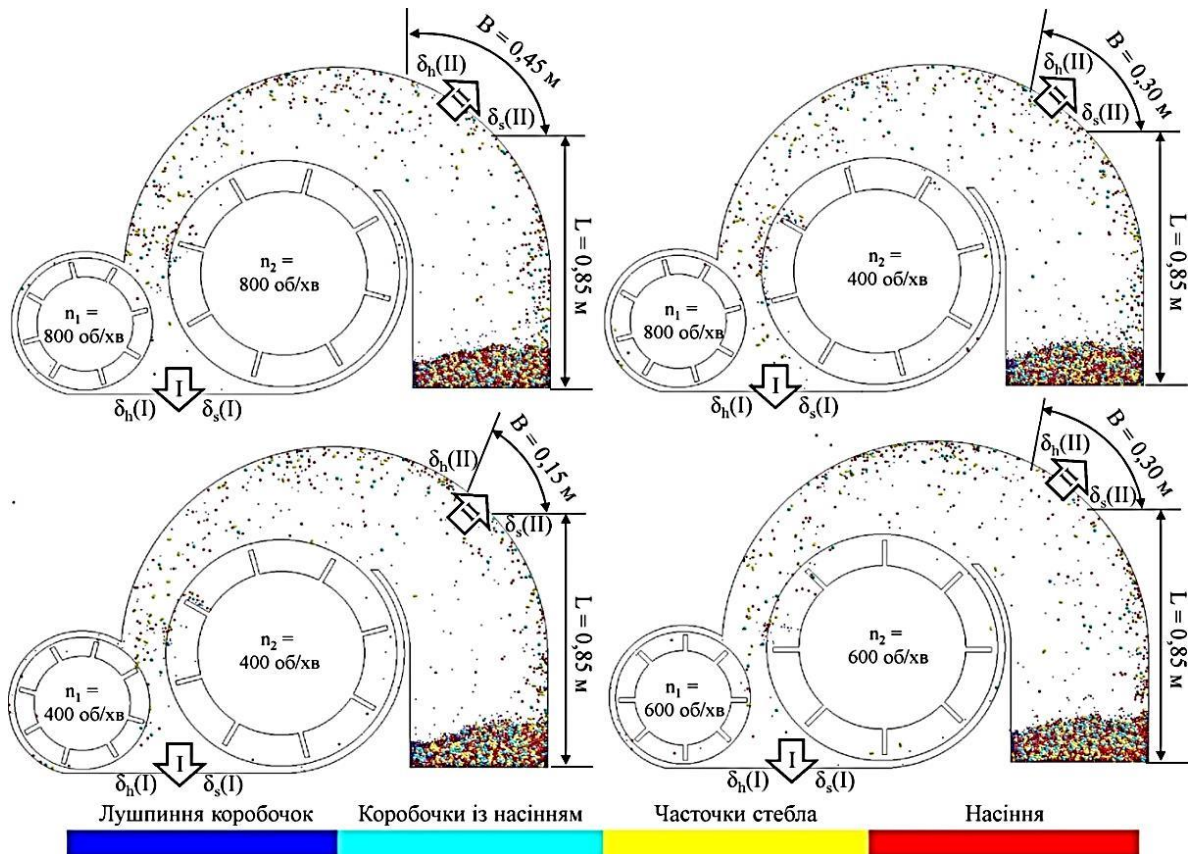 B = 0,45 м
δh(II)
II
δs(II)
L = 0,85 м
n2 =
800 об/хв
n1 =
800 об/хв
I
δh(I) δs(I)
B = 0,30 м
δh(II)
II
δs(II)
L = 0,85 м
n2 =
400 об/хв
n1 =
800 об/хв
I
δh(I) δs(I)
B = 0,15 м
δh(II)
II
δs(II)
L = 0,85 м
n2 =
400 об/хв
n1 =
400 об/хв
I
δh(I) δs(I)
B = 0,30 м
δh(II)
II
δs(II)
L = 0,85 м
n2 =
600 об/хв
n1 =
600 об/хв
I
δh(I) δs(I)
Лушпиння коробочок Коробочки із насінням Часточки стебла Насіння